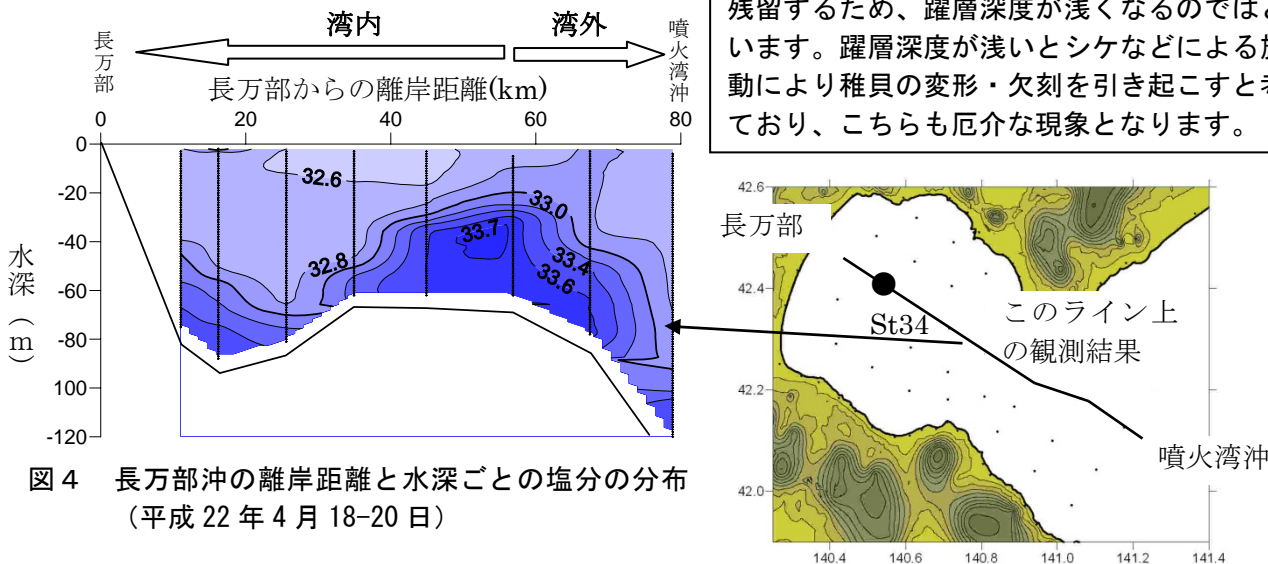 湾内
湾外
長万部
噴火湾沖
長万部からの離岸距離(km)
0 20 40 60 80
0
-20
-40
-60
-80
100
-120
水深（m）
32.6
33.0
33.7
32.8
33.4
33.6
図４ 長万部沖の離岸距離と水深ごとの塩分の分布
（平成 22 年 4 月 18-20 日）
残留するため、躍層深度が浅くなるのではと
います。躍層深度が浅いとシケなどによる
動により稚貝の変形・欠刻を引き起こすと考
ており、こちらも厄介な現象となります。
42.6
42.4
42.2
42.0
長万部
St34
このライン上
の観測結果
噴火湾沖
140.4 140.6 140.8 141.0 141.2 141.4